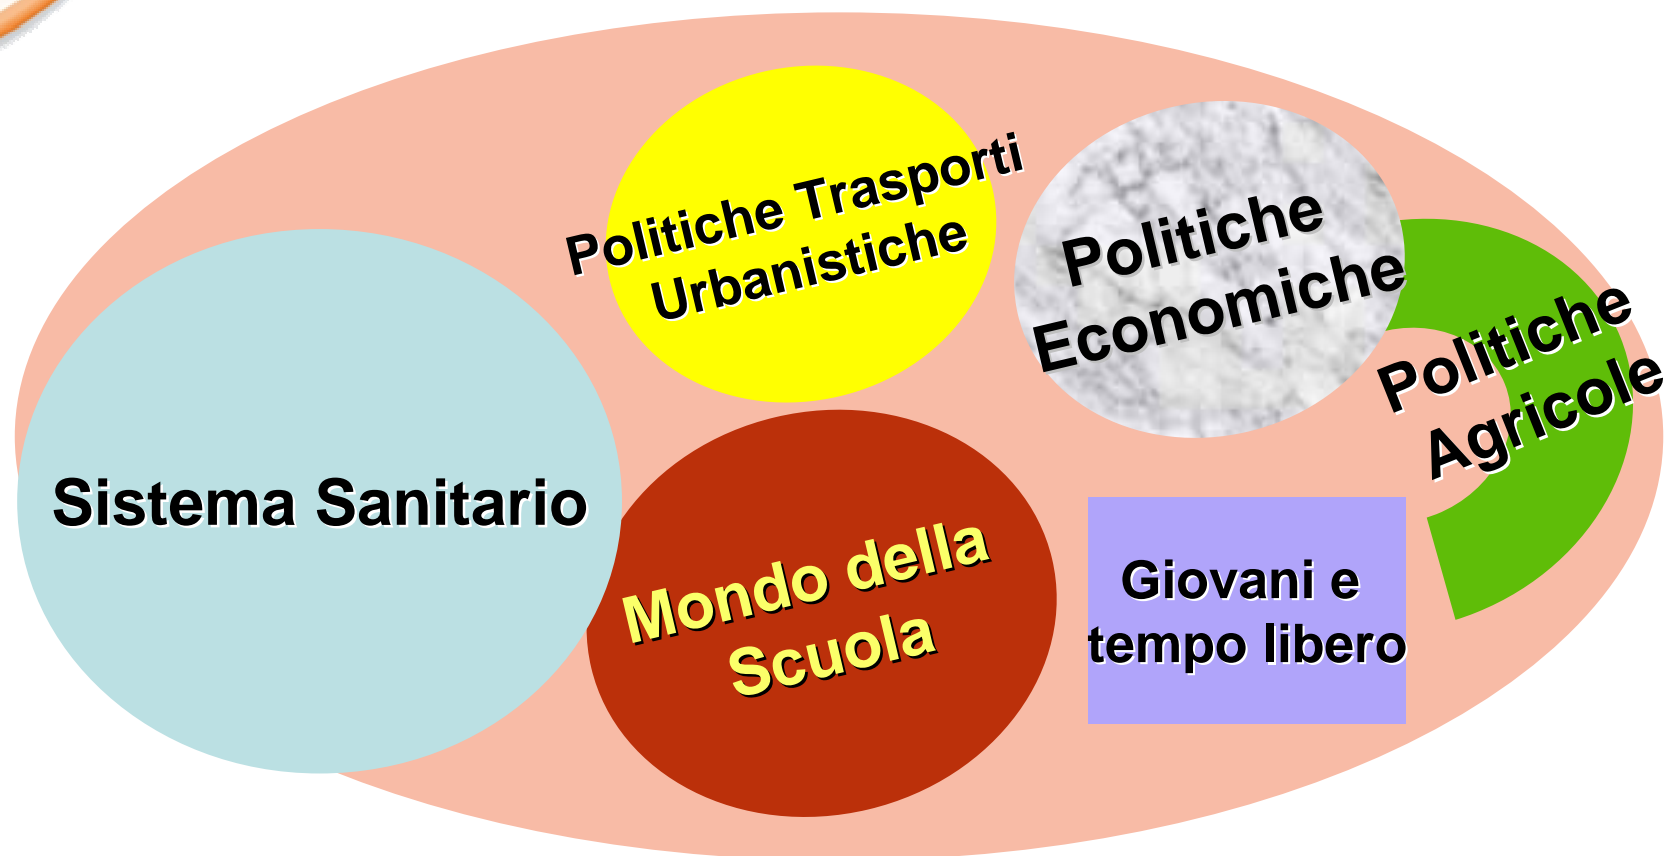 Politiche Trasporti
Urbanistiche
Politiche
Economiche
Politiche
Agricole
Sistema Sanitario
Mondo della
Scuola
Giovani e
tempo libero